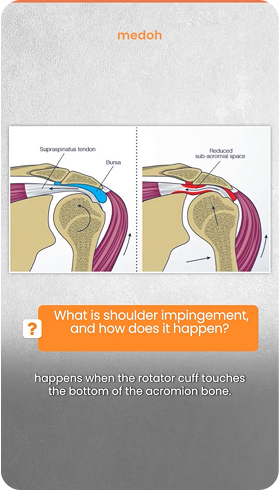 medoh
Supraspinatus tendon
Bursa
Reduced
sub-acromial space
?
What is shoulder impingement,
and how does it happen?
happens when the rotator cuff touches
the bottom of the acromion bone.